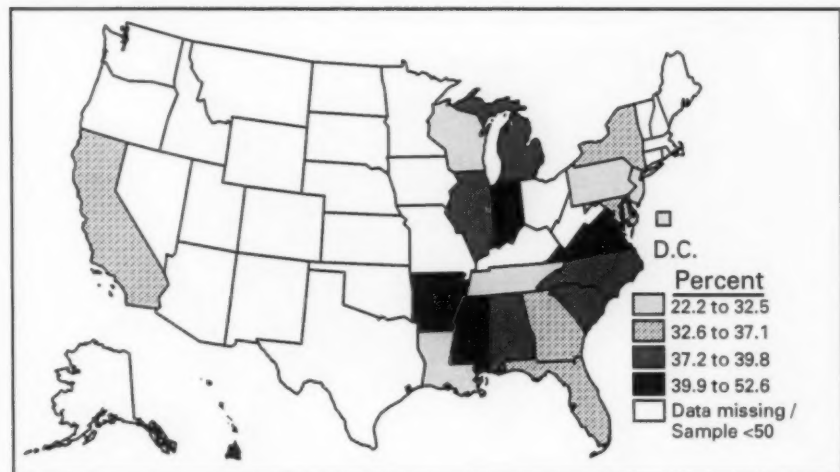 D.C.
Percent
22.2 to 32.5
32.6 to 37.1
37.2 to 39.8
39.9 to 52.6
Data missing /
Sample <50